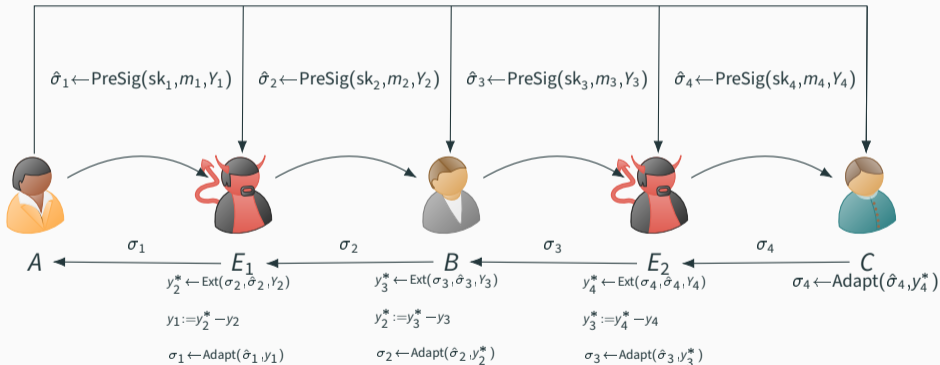 σ̂₁←PreSig(sk₁,m₁,Y₁)
σ̂₂←PreSig(sk₂,m₂,Y₂)
σ̂₃←PreSig(sk₃,m₃,Y₃)
σ̂₄←PreSig(sk₄,m₄,Y₄)
σ₁
σ₂
σ₃
σ₄
A
E₁
B
E₂
C
y₂*←Ext(σ₂,σ̂₂,Y₂)
y₁:=y₂*−y₂
σ₁←Adapt(σ̂₁,y₁)
y₃*←Ext(σ₃,σ̂₃,Y₃)
y₂*:=y₃*−y₃
σ₂←Adapt(σ̂₂,y₂*)
y₄*←Ext(σ₄,σ̂₄,Y₄)
y₃*:=y₄*−y₄
σ₃←Adapt(σ̂₃,y₃*)
σ₄←Adapt(σ̂₄,y₄*)